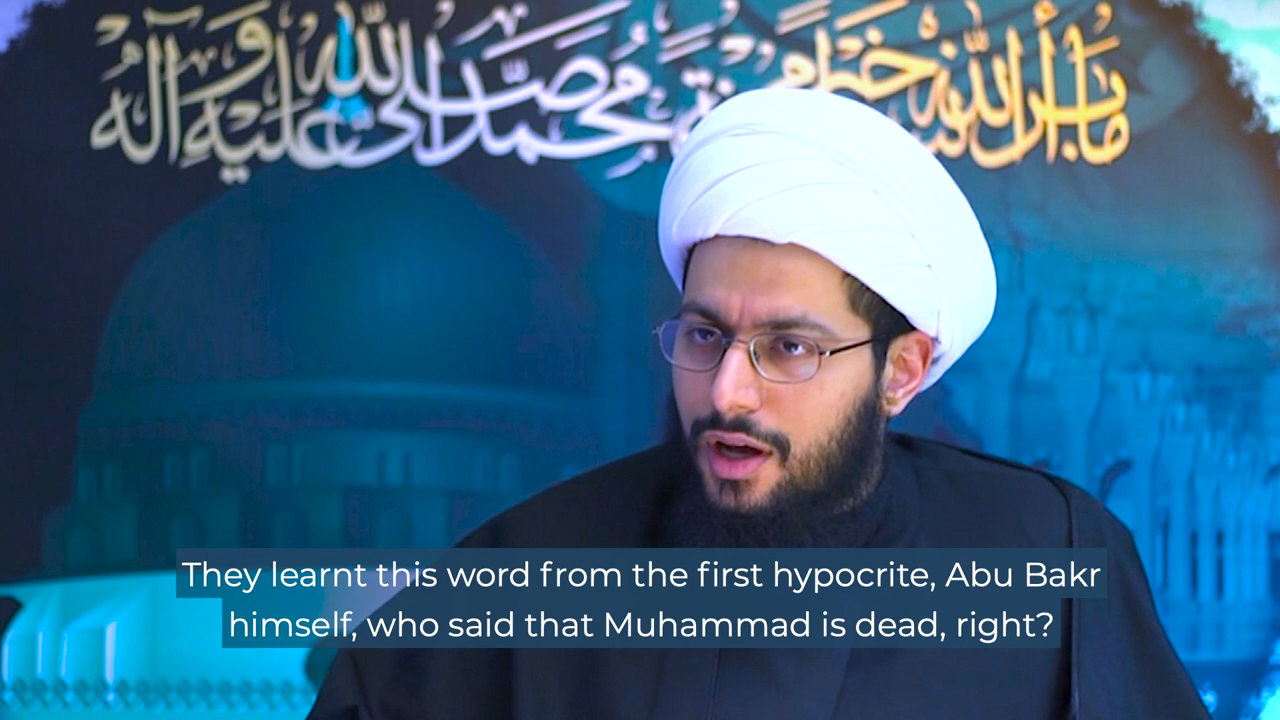 محمد صلى الله عليه وآله
They learnt this word from the first hypocrite, Abu Bakr
himself, who said that Muhammad is dead, right?